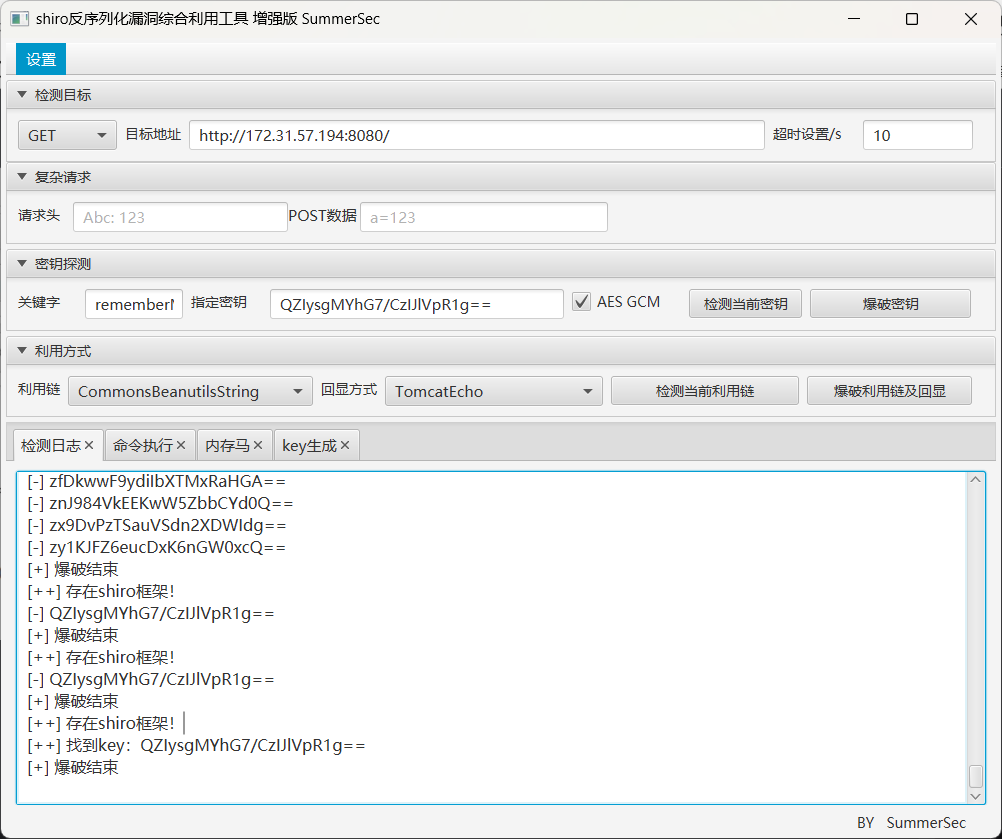 shiro反序列化漏洞综合利用工具 增强版 SummerSec
设置
检测目标
GET 目标地址 http://172.31.57.194:8080/ 超时设置/s 10
复杂请求
请求头 Abc: 123 POST数据 a=123
密钥探测
关键字 remember 指定密钥 QZIysgMYhG7/CzIJlVpR1g== AES GCM 检测当前密钥 爆破密钥
利用方式
利用链 CommonsBeanutilsString 回显方式 TomcatEcho 检测当前利用链 爆破利用链及回显
检测日志 命令执行 内存马 key生成
[-] zfDkwwF9ydiIbXTMxRaHGA==
[-] znJ984VkEEKwW5ZbbCYd0Q==
[-] zx9DvPzTSauVSdn2XDWIdg==
[-] zy1KJFZ6eucDxK6nGW0xcQ==
[+] 爆破结束
[++] 存在shiro框架！
[-] QZIysgMYhG7/CzIJlVpR1g==
[+] 爆破结束
[++] 存在shiro框架！
[-] QZIysgMYhG7/CzIJlVpR1g==
[+] 爆破结束
[++] 存在shiro框架！
[++] 找到key：QZIysgMYhG7/CzIJlVpR1g==
[+] 爆破结束
BY SummerSec